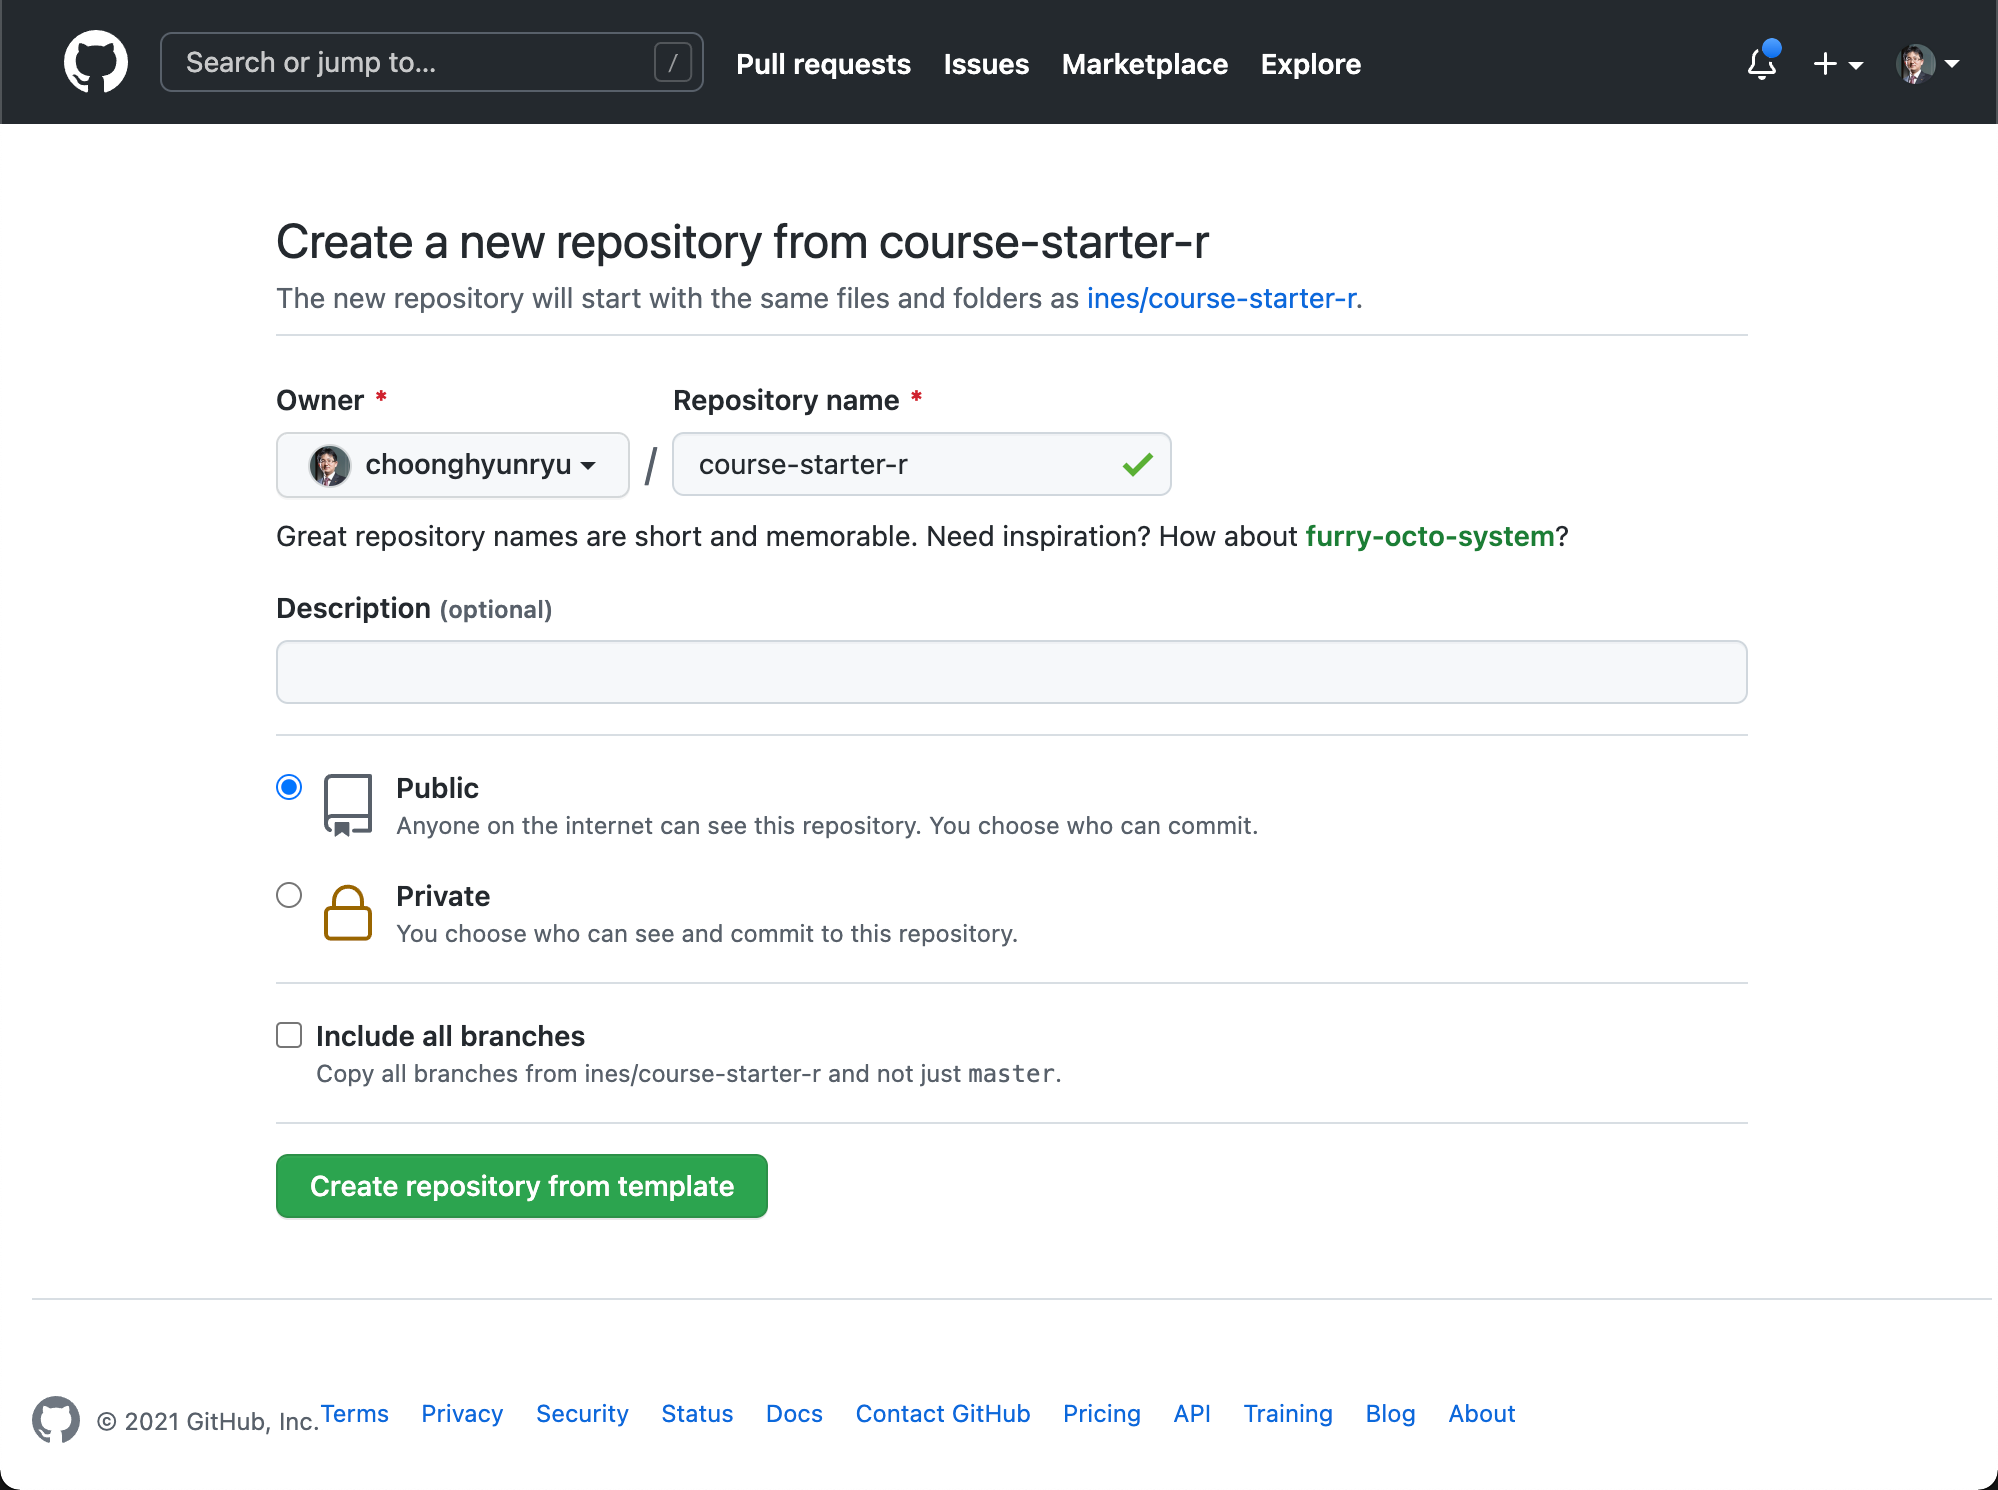 Search or jump to... /
Pull requests Issues Marketplace Explore
Create a new repository from course-starter-r
The new repository will start with the same files and folders as ines/course-starter-r.
Owner * Repository name *
choonghyunryu / course-starter-r
Great repository names are short and memorable. Need inspiration? How about furry-octo-system?
Description (optional)
Public
Anyone on the internet can see this repository. You choose who can commit.
Private
You choose who can see and commit to this repository.
Include all branches
Copy all branches from ines/course-starter-r and not just master.
Create repository from template
© 2021 GitHub, Inc. Terms Privacy Security Status Docs Contact GitHub Pricing API Training Blog About